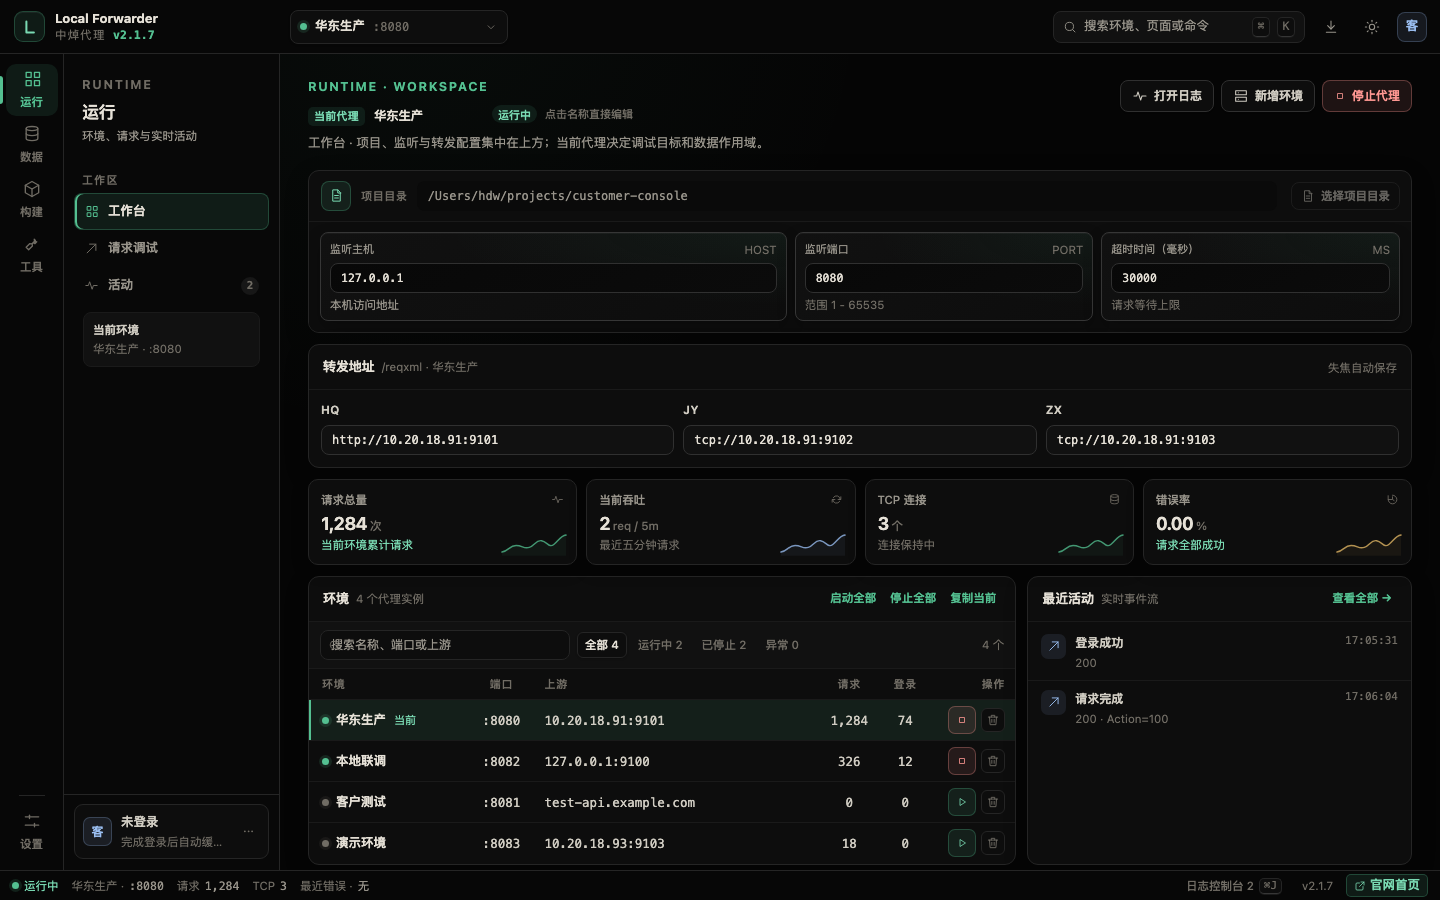 L
Local Forwarder
中焯代理 v2.1.7
华东生产 :8080
搜索环境、页面或命令 ⌘ K
客
运行
数据
构建
工具
设置
RUNTIME
运行
环境、请求与实时活动
工作区
工作台
请求调试
活动 2
当前环境
华东生产 · :8080
客
未登录
完成登录后自动缓...
...
RUNTIME · WORKSPACE
当前代理 华东生产 运行中 点击名称直接编辑
工作台 · 项目、监听与转发配置集中在上方；当前代理决定调试目标和数据作用域。
打开日志 新增环境 停止代理
项目目录 /Users/hdw/projects/customer-console 选择项目目录
监听主机 HOST
127.0.0.1
本机访问地址
监听端口 PORT
8080
范围 1 - 65535
超时时间（毫秒） MS
30000
请求等待上限
转发地址 /reqxml · 华东生产 失焦自动保存
HQ
http://10.20.18.91:9101
JY
tcp://10.20.18.91:9102
ZX
tcp://10.20.18.91:9103
请求总量
1,284 次
当前环境累计请求
当前吞吐
2 req / 5m
最近五分钟请求
TCP 连接
3 个
连接保持中
错误率
0.00 %
请求全部成功
环境 4 个代理实例 启动全部 停止全部 复制当前
搜索名称、端口或上游 全部 4 运行中 2 已停止 2 异常 0 4 个
环境 端口 上游 请求 登录 操作
华东生产 当前 :8080 10.20.18.91:9101 1,284 74
本地联调 :8082 127.0.0.1:9100 326 12
客户测试 :8081 test-api.example.com 0 0
演示环境 :8083 10.20.18.93:9103 18 0
最近活动 实时事件流 查看全部 →
登录成功 17:05:31
200
请求完成 17:06:04
200 · Action=100
运行中 华东生产 · :8080 请求 1,284 TCP 3 最近错误 · 无
日志控制台 2 ⌘J v2.1.7 官网首页